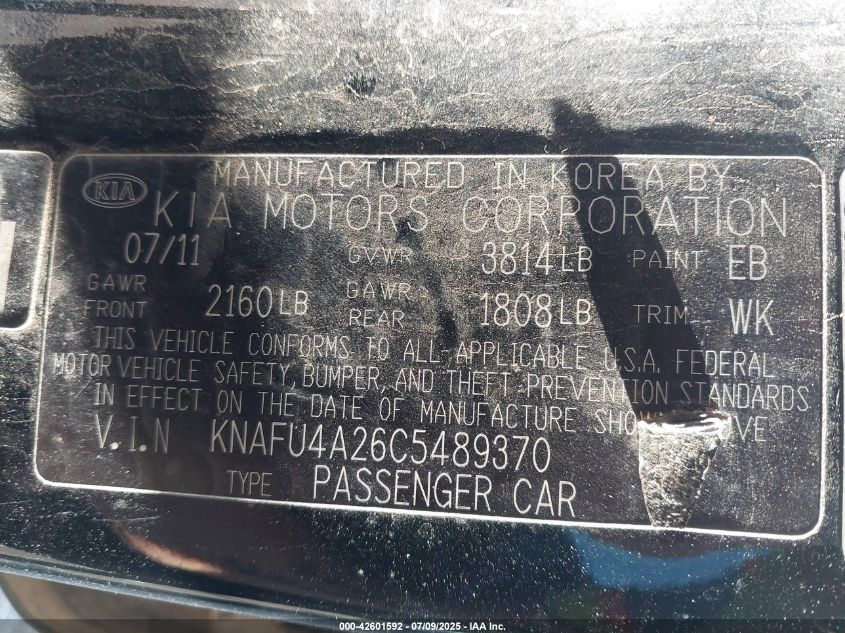 MANUFACTURED IN KOREA BY
KIA KIA MOTORS CORPORATION
07/11 GVWR 3814LB PAINT EB
GAWR FRONT 2160LB GAWR REAR 1808LB TRIM WK
THIS VEHICLE CONFORMS TO ALL APPLICABLE U.S.A. FEDERAL
MOTOR VEHICLE SAFETY, BUMPER, AND THEFT PREVENTION STANDARDS
IN EFFECT ON THE DATE OF MANUFACTURE
V.I.N KNAFU4A26C5489370
TYPE PASSENGER CAR
000-42601592 - 07/09/2025 - IAA Inc.